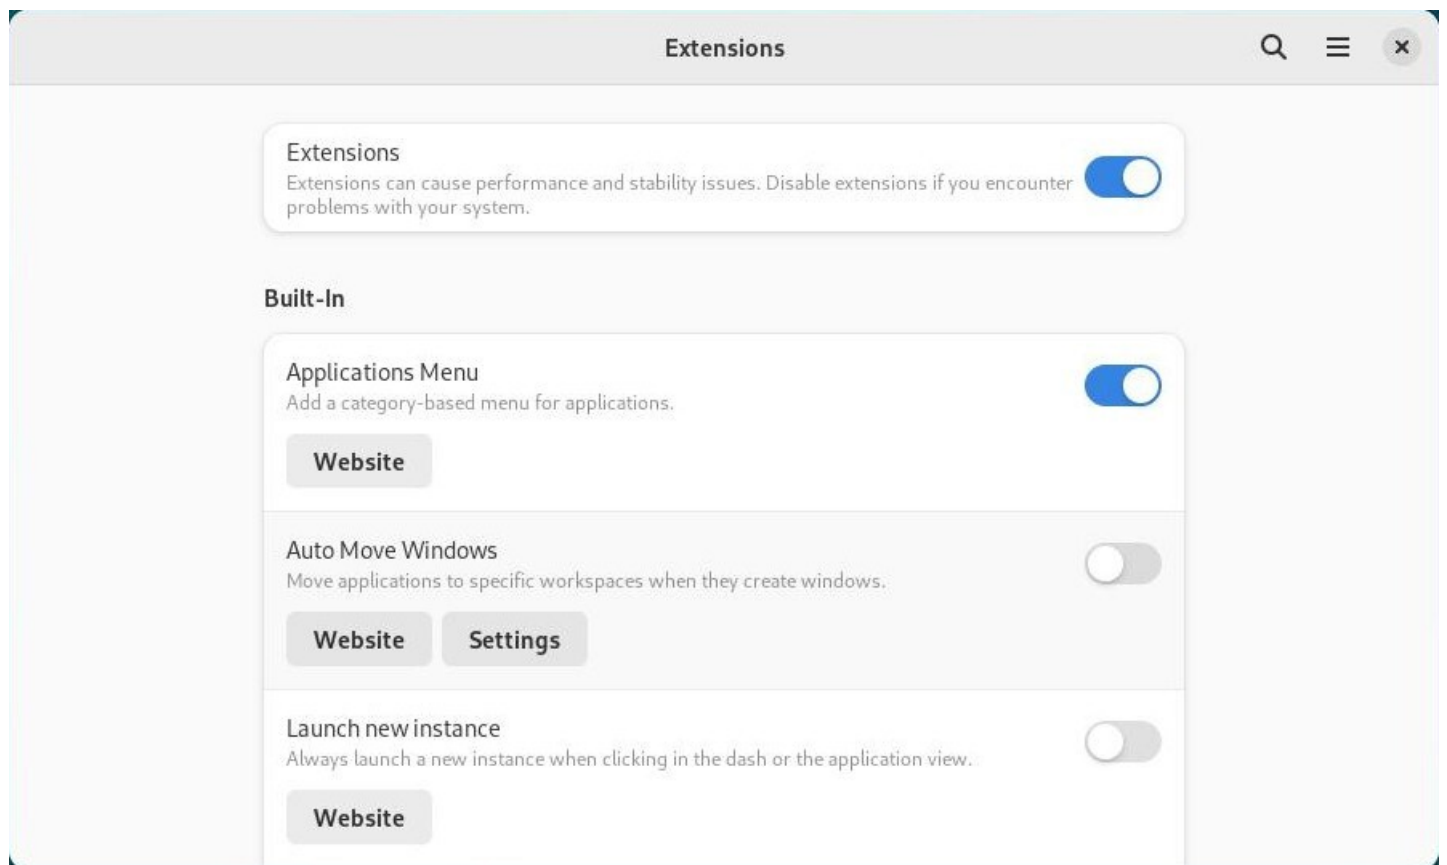 Extensions
Extensions
Extensions can cause performance and stability issues. Disable extensions if you encounter
problems with your system.
Built-In
Applications Menu
Add a category-based menu for applications.
Website
Auto Move Windows
Move applications to specific workspaces when they create windows.
Website Settings
Launch new instance
Always launch a new instance when clicking in the dash or the application view.
Website